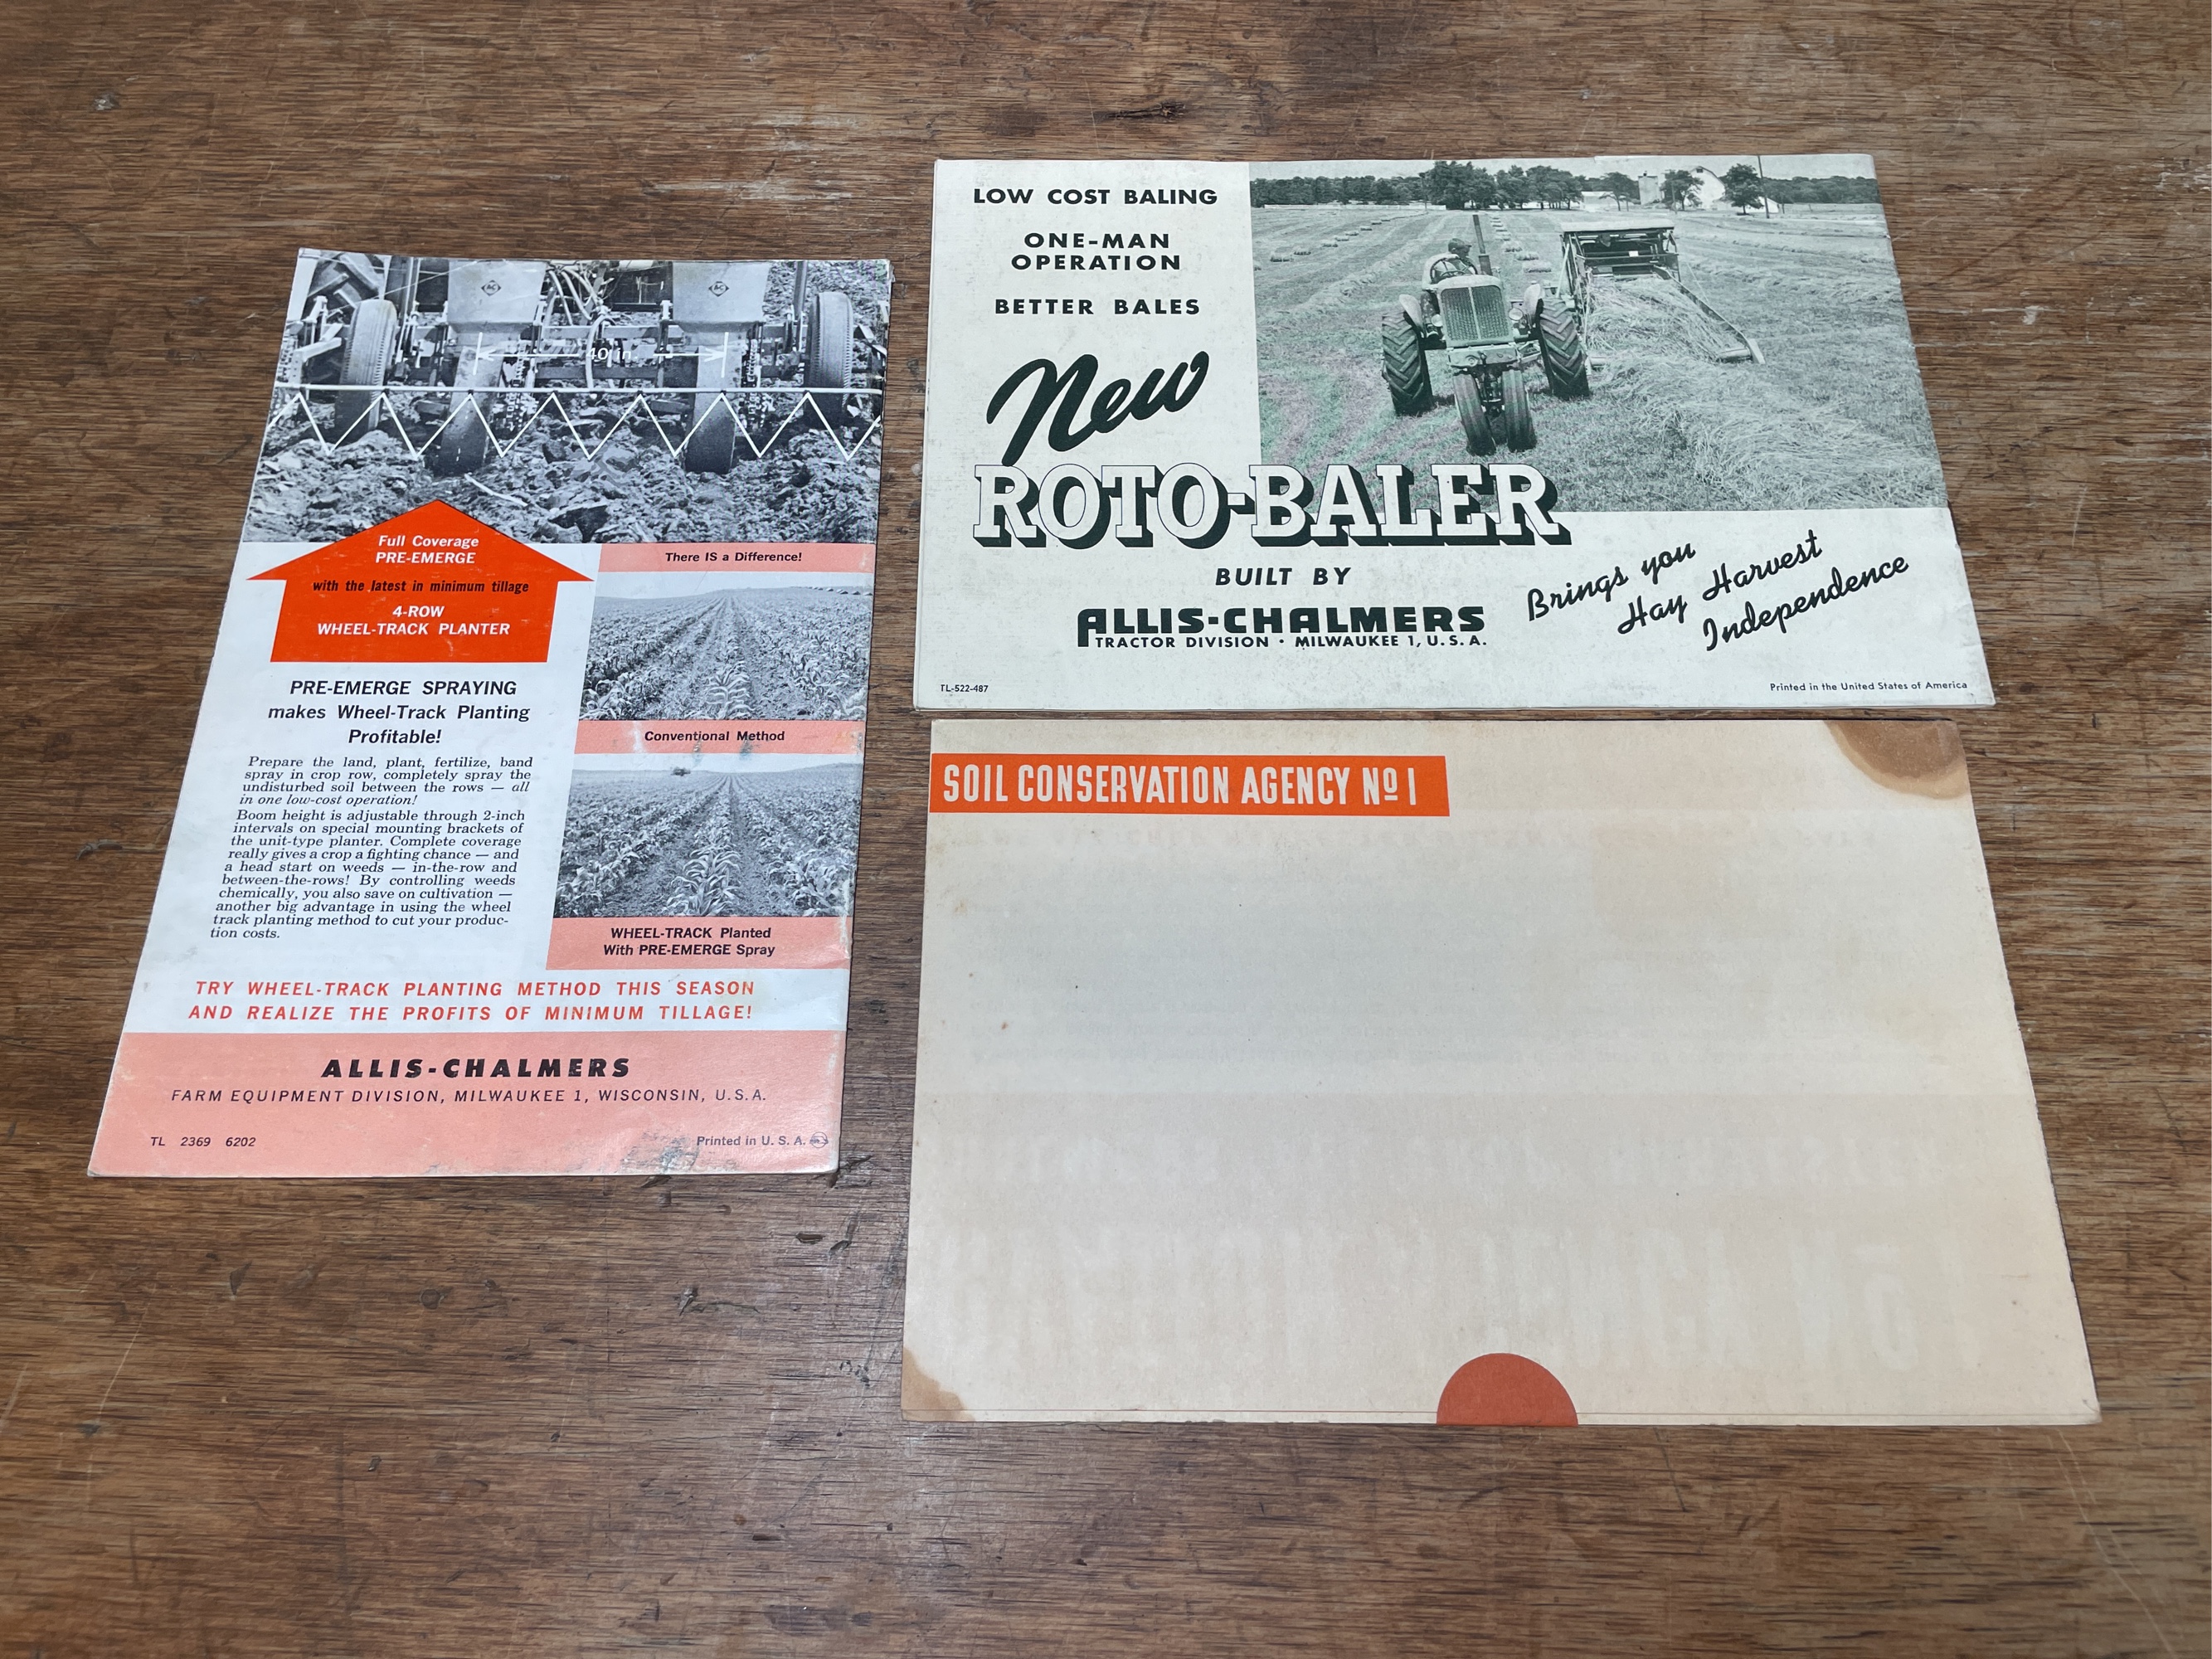 40 in.
Full Coverage
PRE-EMERGE
with the latest in minimum tillage
4-ROW
WHEEL-TRACK PLANTER
PRE-EMERGE SPRAYING
makes Wheel-Track Planting
Profitable!
Prepare the land, plant, fertilize, band
spray in crop row, completely spray the
undisturbed soil between the rows — all
in one low-cost operation!
Boom height is adjustable through 2-inch
intervals on special mounting brackets of
the unit-type planter. Complete coverage
really gives a crop a fighting chance — and
a head start on weeds — in-the-row and
between-the-rows! By controlling weeds
chemically, you also save on cultivation —
another big advantage in using the wheel
track planting method to cut your produc-
tion costs.
There IS a Difference!
Conventional Method
WHEEL-TRACK Planted
With PRE-EMERGE Spray
TRY WHEEL-TRACK PLANTING METHOD THIS SEASON
AND REALIZE THE PROFITS OF MINIMUM TILLAGE!
ALLIS-CHALMERS
FARM EQUIPMENT DIVISION, MILWAUKEE 1, WISCONSIN, U.S.A.
TL 2369 6202
Printed in U. S. A.
LOW COST BALING
ONE-MAN
OPERATION
BETTER BALES
New
ROTO-BALER
BUILT BY
ALLIS-CHALMERS
TRACTOR DIVISION · MILWAUKEE 1, U.S.A.
Brings you
Hay Harvest
Independence
TL-522-487
Printed in the United States of America
SOIL CONSERVATION AGENCY Nº 1